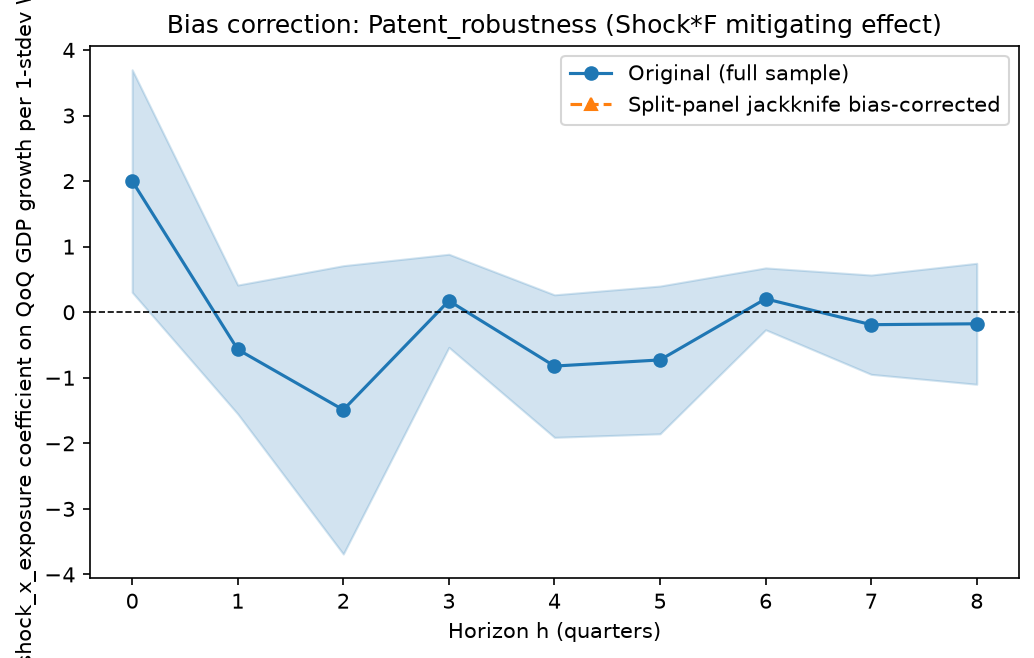 Bias correction: Patent_robustness (Shock*F mitigating effect)
shock_x_exposure coefficient on QoQ GDP growth per 1-stdev
4
3
2
1
0
−1
−2
−3
−4
Original (full sample)
Split-panel jackknife bias-corrected
0 1 2 3 4 5 6 7 8
Horizon h (quarters)